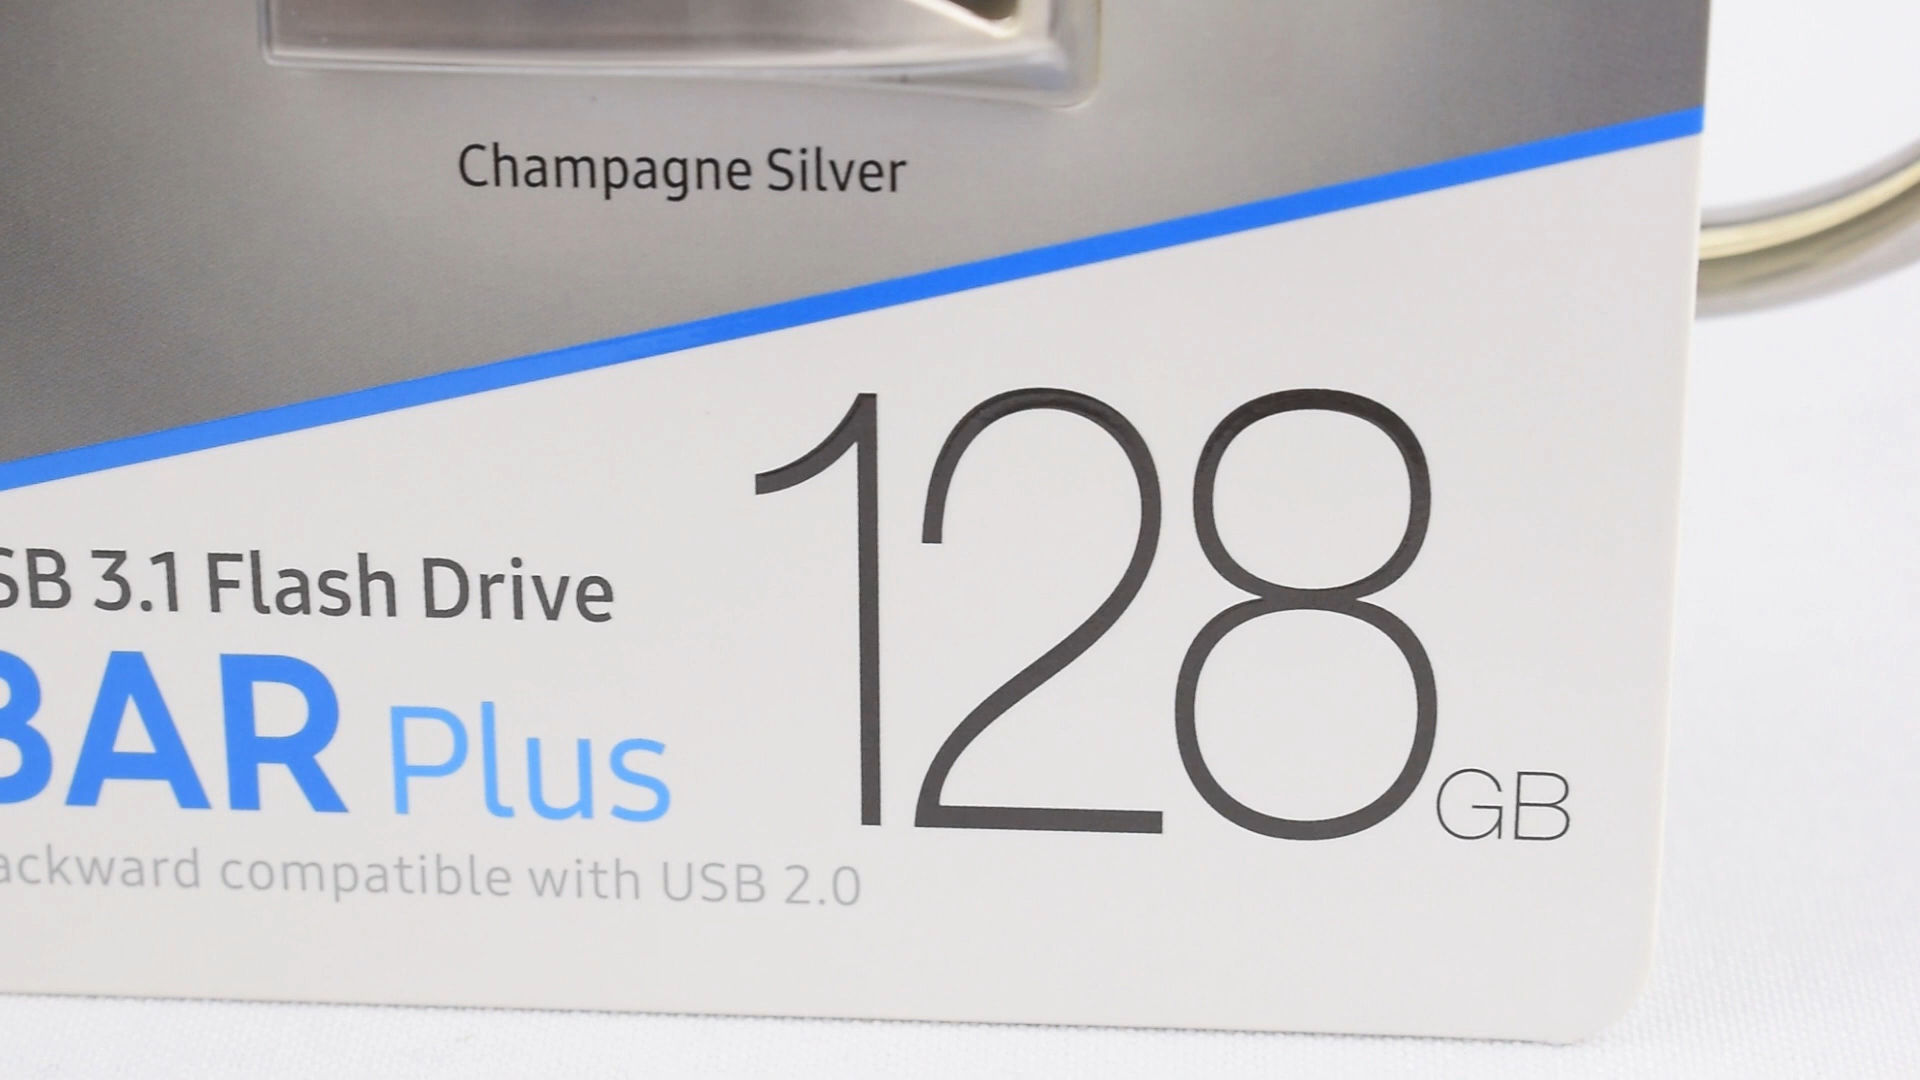 Champagne Silver
SB 3.1 Flash Drive
BAR Plus
128 GB
ackward compatible with USB 2.0